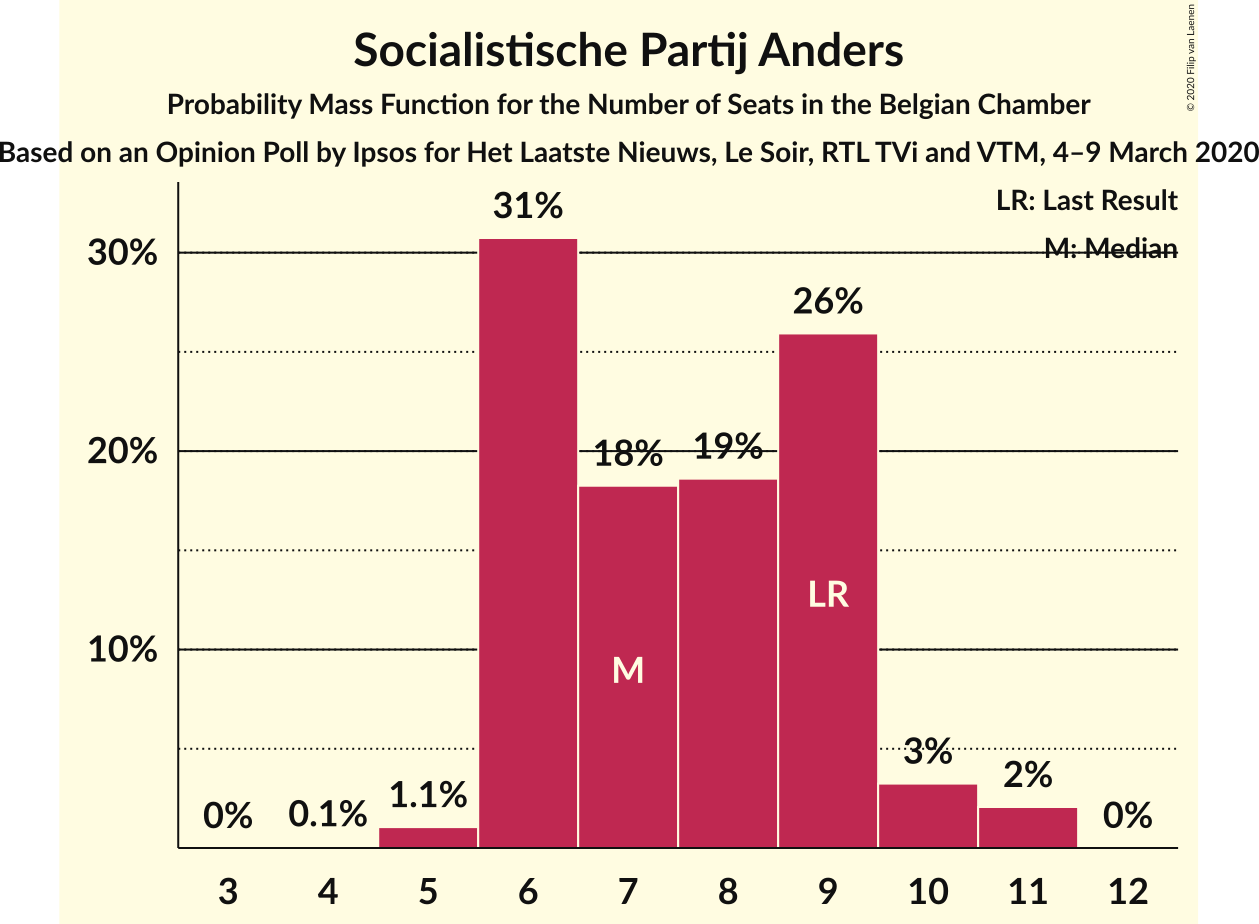 Socialistische Partij Anders
Probability Mass Function for the Number of Seats in the Belgian Chamber
Based on an Opinion Poll by Ipsos for Het Laatste Nieuws, Le Soir, RTL TVi and VTM, 4–9 March 2020
© 2020 Filip van Laenen
LR: Last Result
M: Median
30%
20%
10%
0%
0.1%
1.1%
31%
18%
19%
26%
3%
2%
0%
M
LR
3 4 5 6 7 8 9 10 11 12